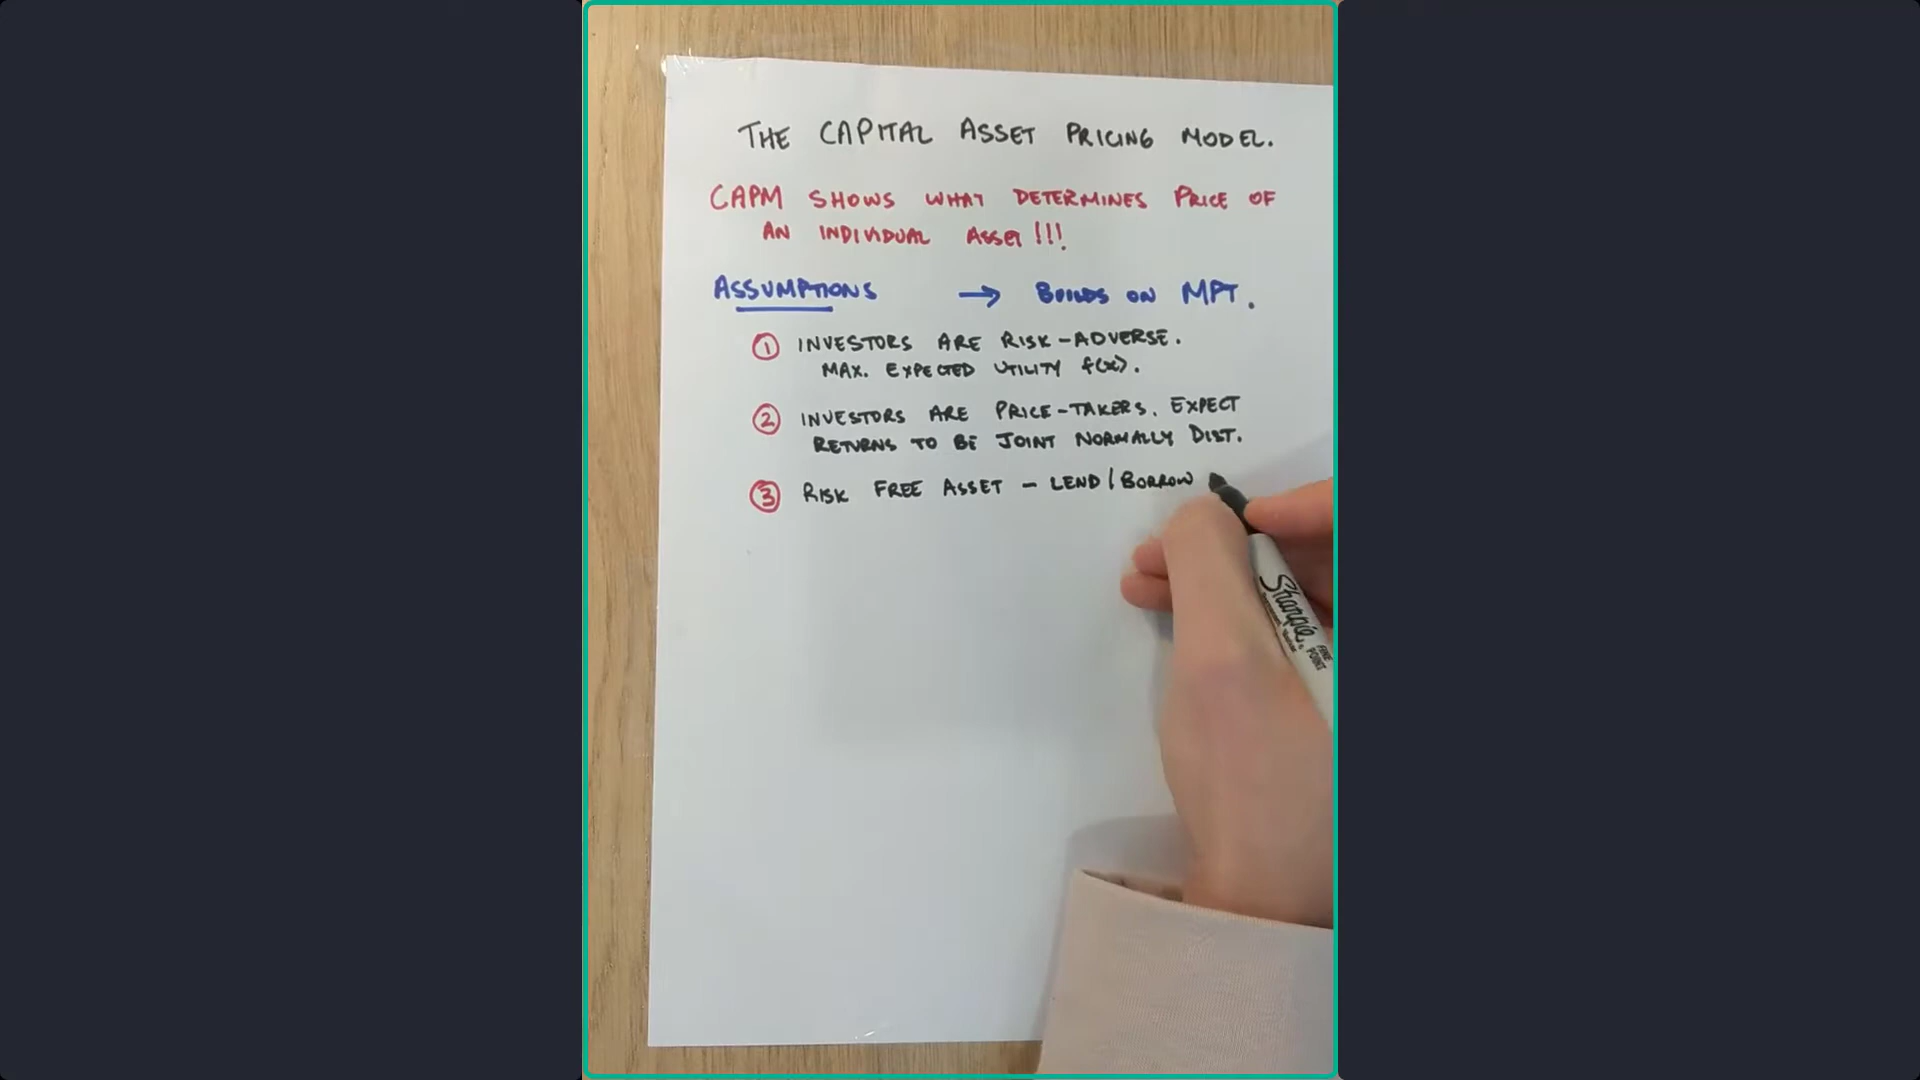 THE CAPITAL ASSET PRICING MODEL.
CAPM SHOWS WHAT DETERMINES PRICE OF
AN INDIVIDUAL ASSET!!!
ASSUMPTIONS → BUILDS ON MPT.
① INVESTORS ARE RISK-ADVERSE.
MAX. EXPECTED UTILITY f(x).
② INVESTORS ARE PRICE-TAKERS. EXPECT
RETURNS TO BE JOINT NORMALLY DIST.
③ RISK FREE ASSET - LEND/BORROW
Sharpie
FINE
POINT